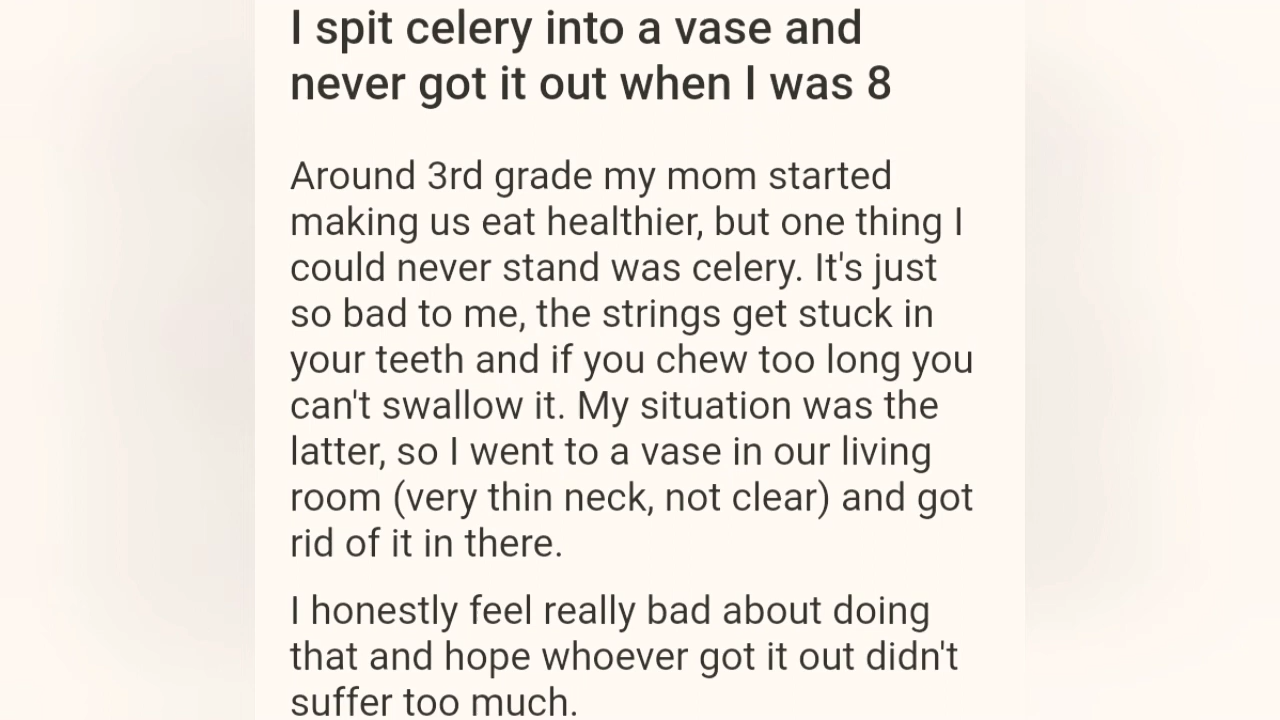 I spit celery into a vase and
never got it out when I was 8
Around 3rd grade my mom started
making us eat healthier, but one thing I
could never stand was celery. It's just
so bad to me, the strings get stuck in
your teeth and if you chew too long you
can't swallow it. My situation was the
latter, so I went to a vase in our living
room (very thin neck, not clear) and got
rid of it in there.
I honestly feel really bad about doing
that and hope whoever got it out didn't
suffer too much.